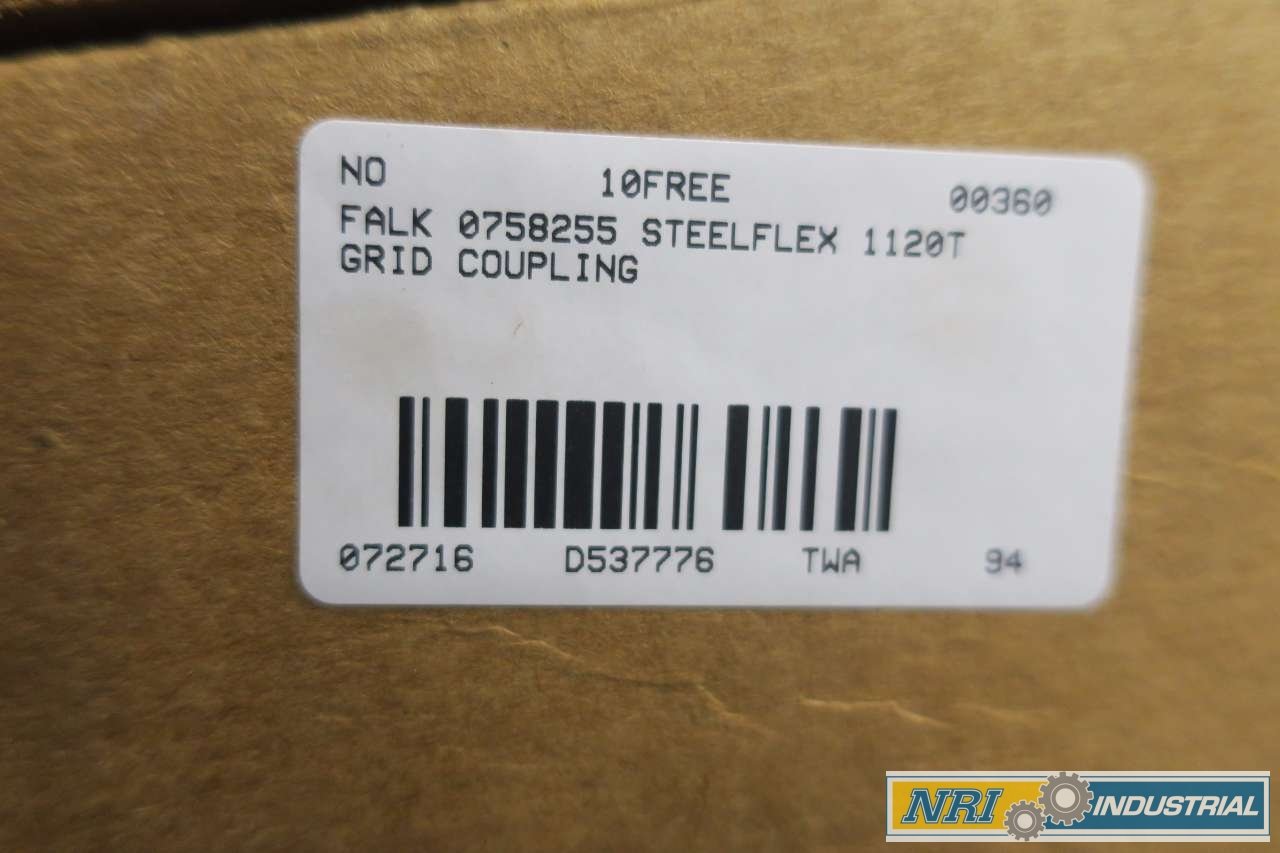 NO 10FREE 00360
FALK 0758255 STEELFLEX 1120T
GRID COUPLING
072716 D537776 TWA 94
NRI INDUSTRIAL